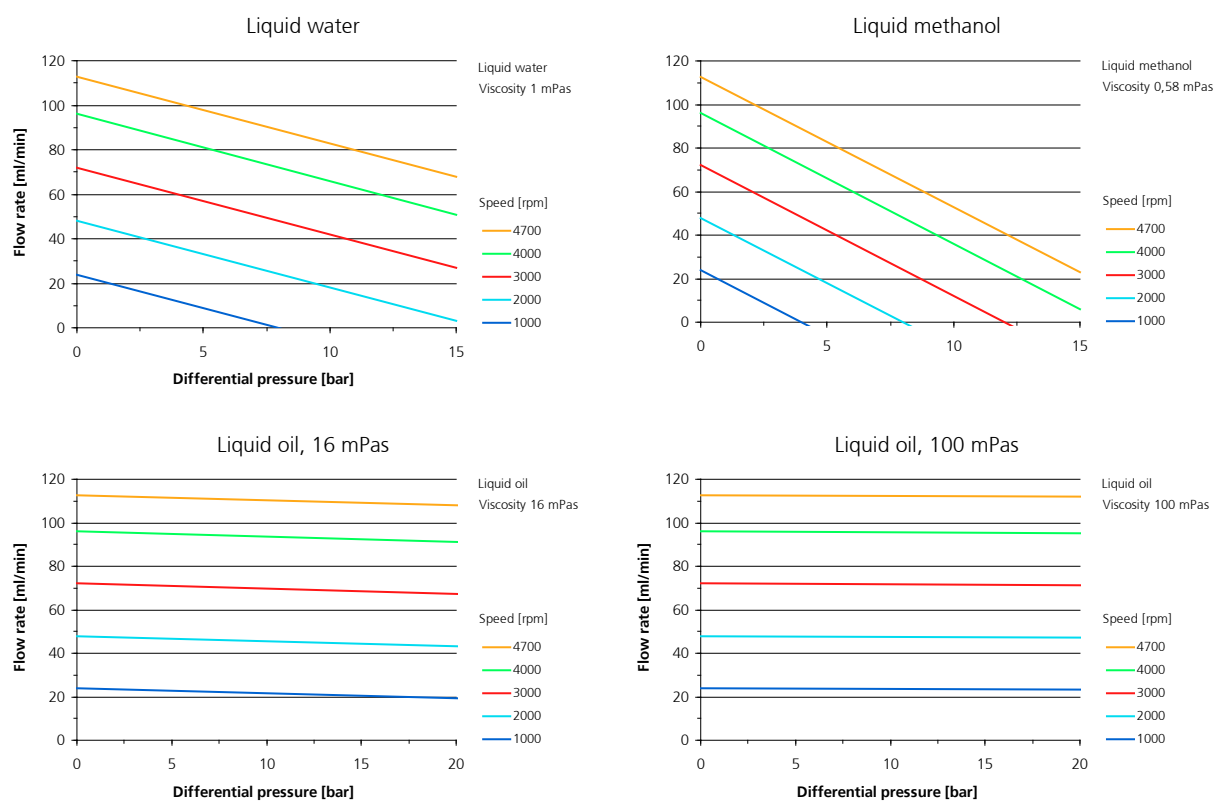 Liquid water
Flow rate [ml/min]
120
100
80
60
40
20
0
0 5 10 15
Differential pressure [bar]
Liquid water
Viscosity 1 mPas
Speed [rpm]
4700
4000
3000
2000
1000
Liquid methanol
120
100
80
60
40
20
0
0 5 10 15
Liquid methanol
Viscosity 0,58 mPas
Speed [rpm]
4700
4000
3000
2000
1000
Liquid oil, 16 mPas
Flow rate [ml/min]
120
100
80
60
40
20
0
0 5 10 15 20
Differential pressure [bar]
Liquid oil
Viscosity 16 mPas
Speed [rpm]
4700
4000
3000
2000
1000
Liquid oil, 100 mPas
Flow rate [ml/min]
120
100
80
60
40
20
0
0 5 10 15 20
Differential pressure [bar]
Liquid oil
Viscosity 100 mPas
Speed [rpm]
4700
4000
3000
2000
1000